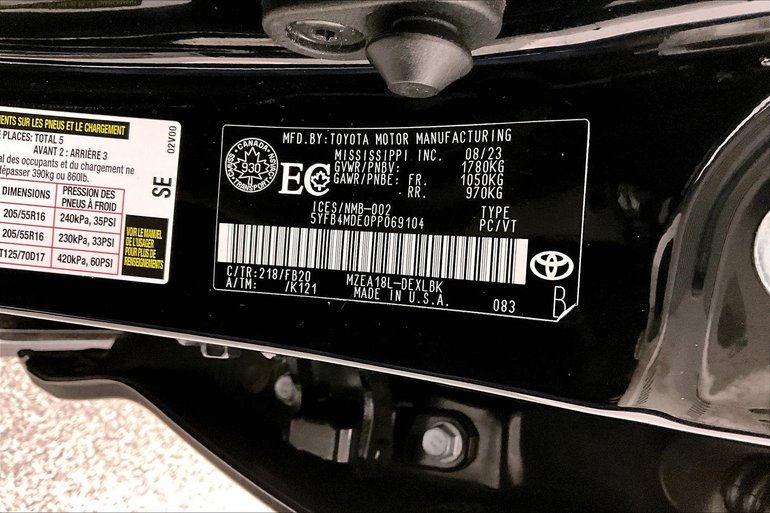 ENTS SUR LES PNEUS ET LE CHARGEMENT
E PLACES: TOTAL 5
AVANT 2 : ARRIÈRE 3
al des occupants et du chargement ne
dépasser 390kg ou 860lb.
DIMENSIONS PRESSION DES PNEUS À FROID
205/55R16 240kPa, 35PSI
205/55R16 230kPa, 33PSI
T125/70D17 420kPa, 60PSI
VOIR LE MANUEL
DE L'USAGER
POUR PLUS DE
RENSEIGNEMENTS
02V00
SE
MFD.BY:TOYOTA MOTOR MANUFACTURING
MISSISSIPPI INC. 08/23
GVWR/PNBV: 1780KG
GAWR/PNBE: FR. 1050KG
RR. 970KG
CANADA
930
TRANSPORT
EC
ICES/NMB-002 TYPE
5YFB4MDE0PP069104 PC/VT
C/TR:218/FB20 MZEA18L-DEXLBK
A/TM: /K121 MADE IN U.S.A. 083
B